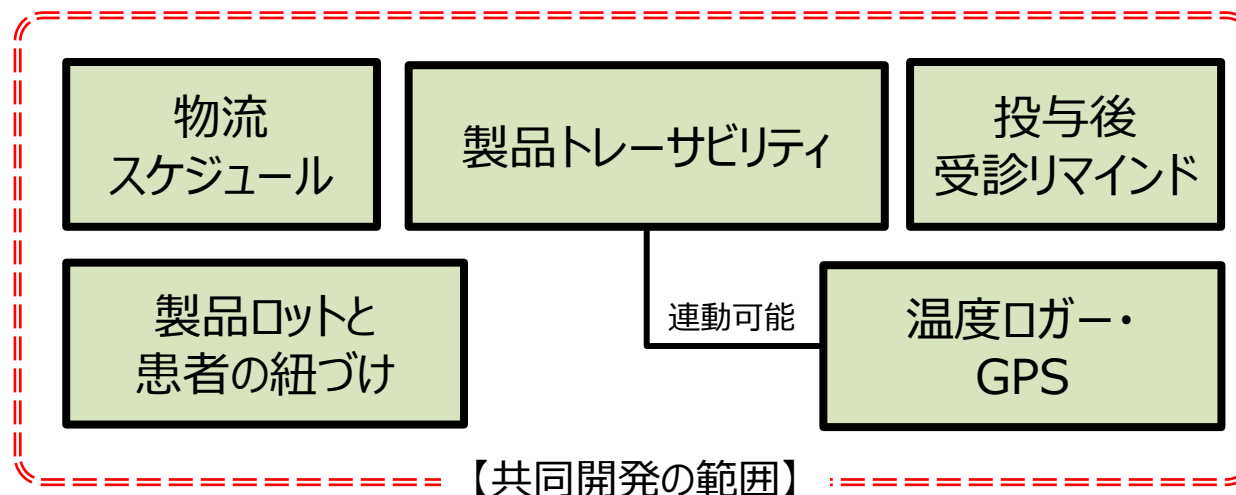 物流
スケジュール
製品トレーサビリティ
投与後
受診リマインド
製品ロットと
患者の紐づけ
連動可能
温度ロガー・
GPS
【共同開発の範囲】